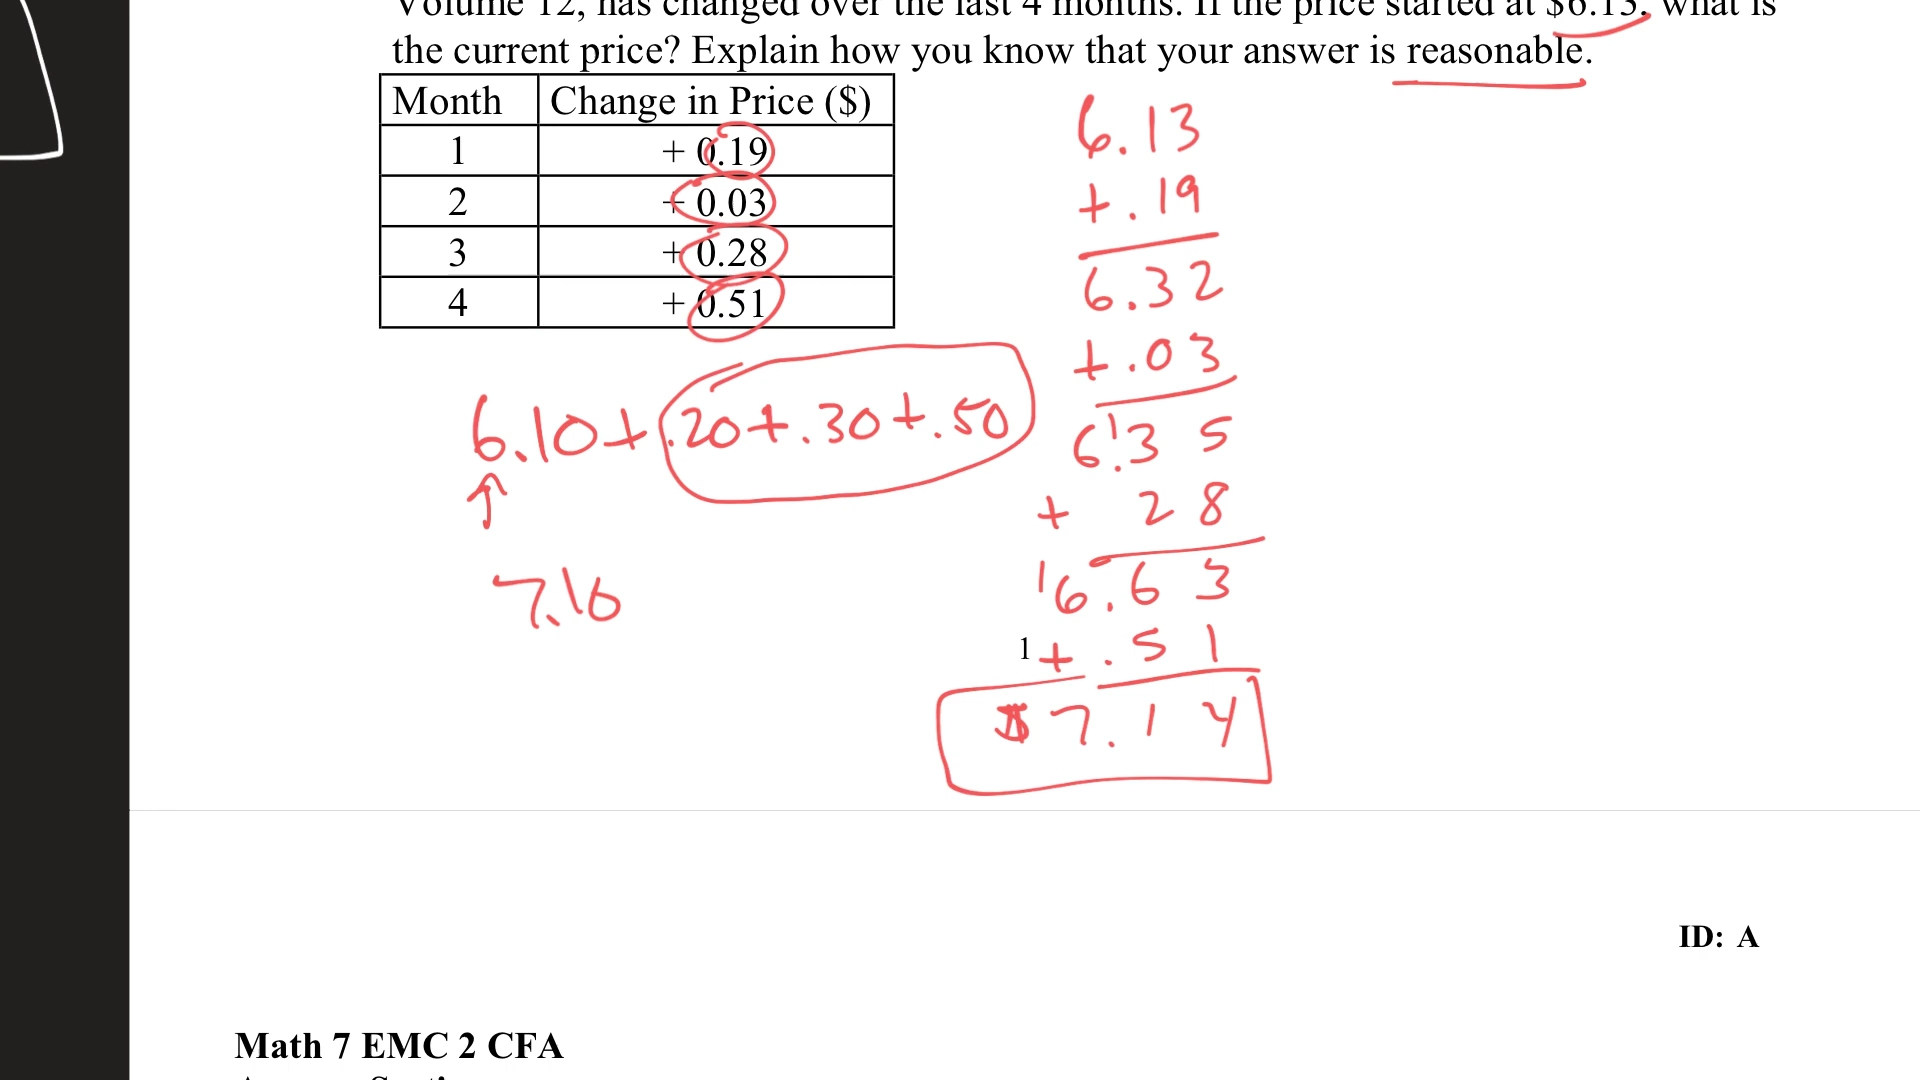 Volume 12, has changed over the last 4 months. If the price started at $6.13, what is
the current price? Explain how you know that your answer is reasonable.
Month Change in Price ($)
1 + 0.19
2 + 0.03
3 + 0.28
4 + 0.51
6.10 + .20 + .30 + .50
7.10
6.13
+ .19
6.32
+ .03
1
6.35
+ 28
1
6.63
1
+ .51
$7.14
ID: A
Math 7 EMC 2 CFA